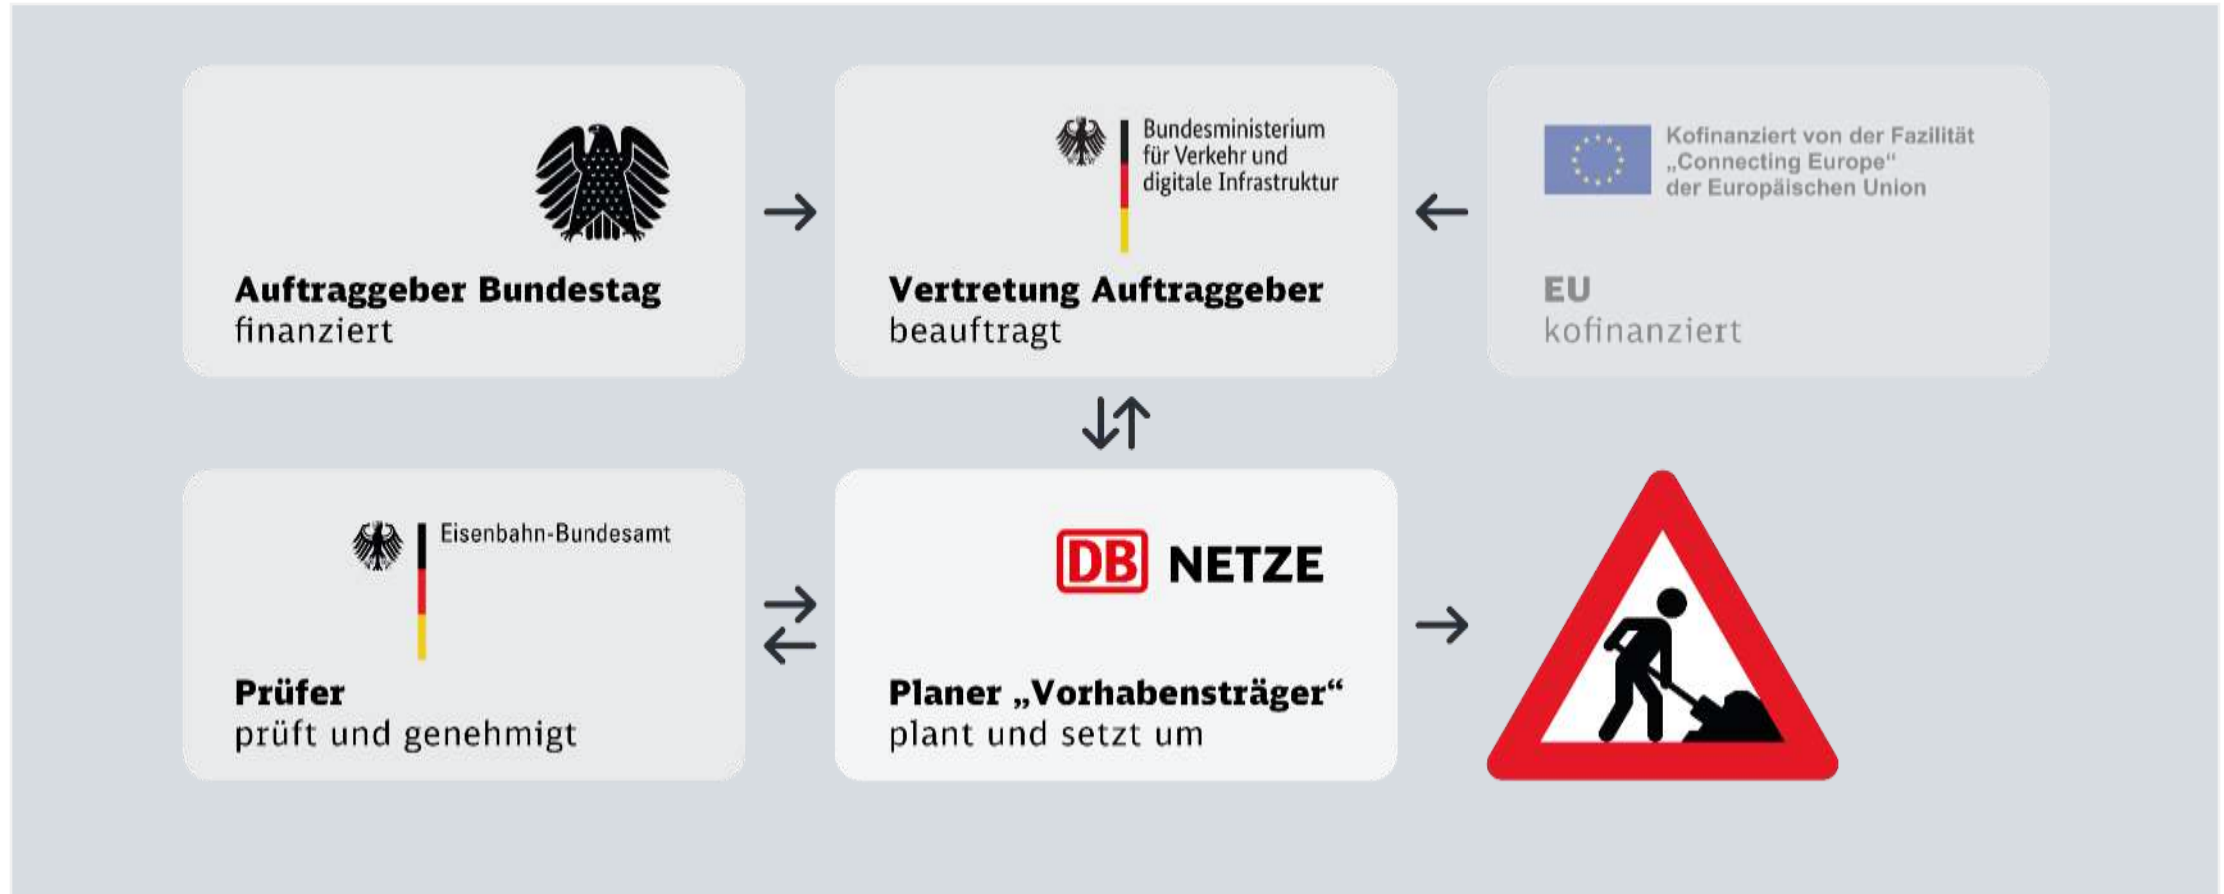 Bundesministerium
für Verkehr und
digitale Infrastruktur
Kofinanziert von der Fazilität
„Connecting Europe“
der Europäischen Union
Auftraggeber Bundestag
finanziert
Vertretung Auftraggeber
beauftragt
EU
kofinanziert
Eisenbahn-Bundesamt
DB NETZE
Prüfer
prüft und genehmigt
Planer „Vorhabensträger“
plant und setzt um